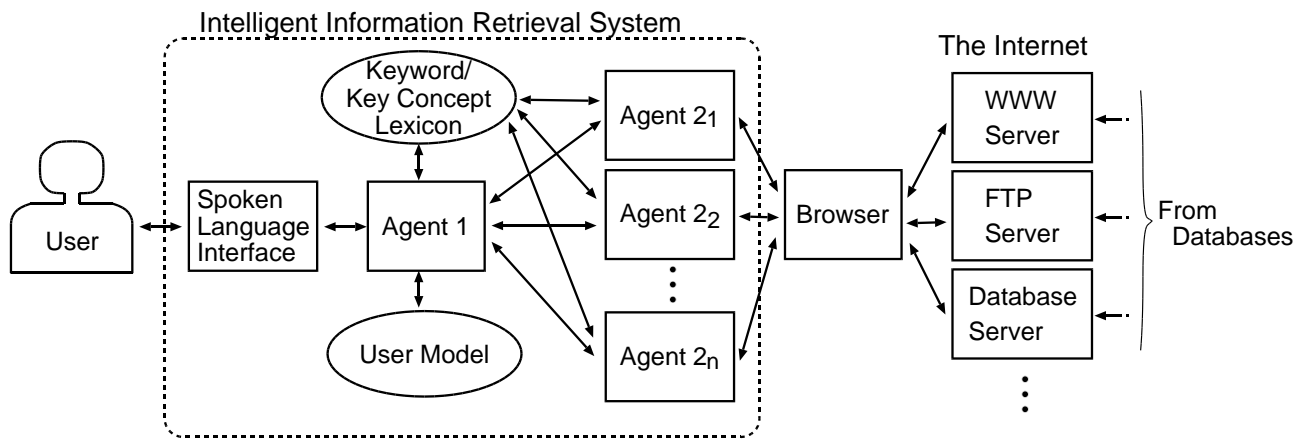 Intelligent Information Retrieval System
The Internet
Keyword/
Key Concept
Lexicon
Agent 2₁
WWW
Server
User
Spoken
Language
Interface
Agent 1
Agent 2₂
Browser
FTP
Server
From
Databases
User Model
Agent 2ₙ
Database
Server